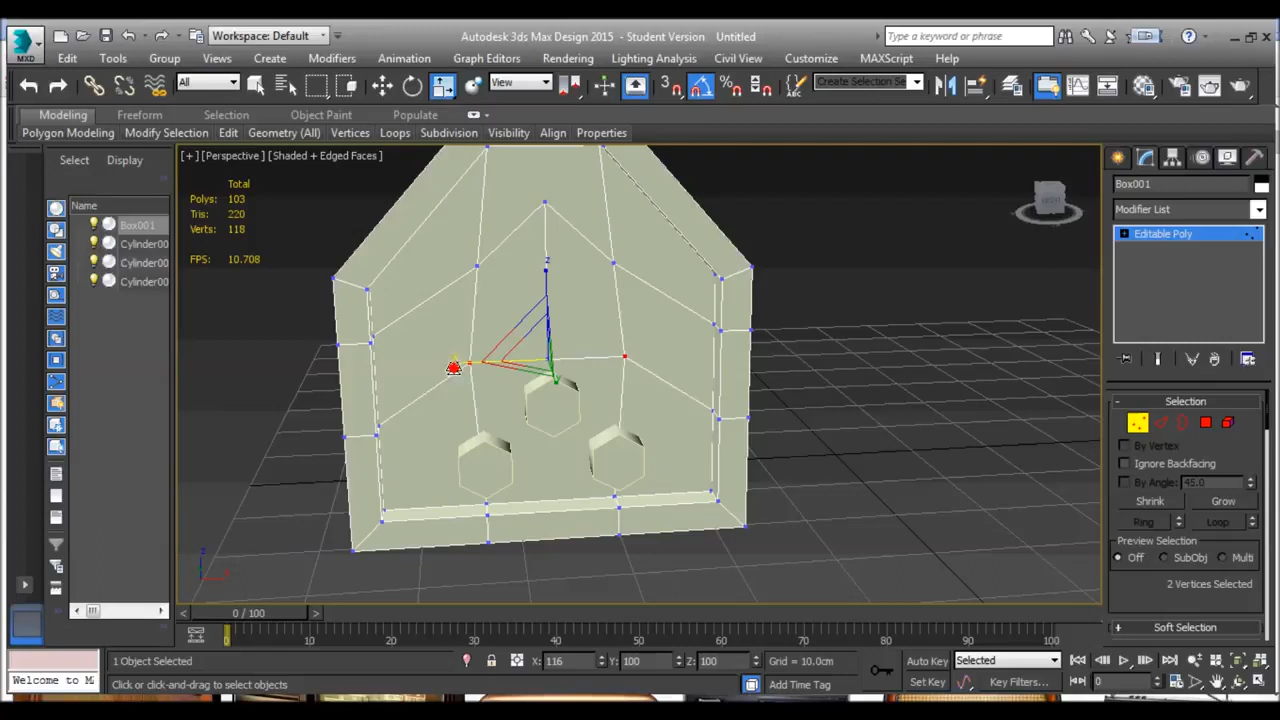 MXD
Workspace: Default
Autodesk 3ds Max Design 2015 - Student Version Untitled
Type a keyword or phrase
Edit Tools Group Views Create Modifiers Animation Graph Editors Rendering Lighting Analysis Civil View Customize MAXScript Help
All View 3 % ABC Create Selection Se
Modeling Freeform Selection Object Paint Populate
Polygon Modeling Modify Selection Edit Geometry (All) Vertices Loops Subdivision Visibility Align Properties
Select Display
Name
Box001
Cylinder00
Cylinder00
Cylinder00
[+] [Perspective ] [Shaded + Edged Faces ]
Total
Polys: 103
Tris: 220
Verts: 118
FPS: 10.708
z
z
x
Box001
Modifier List
Editable Poly
Selection
By Vertex
Ignore Backfacing
By Angle: 45.0
Shrink Grow
Ring Loop
Preview Selection
Off SubObj Multi
2 Vertices Selected
Soft Selection
0 / 100
0 10 20 30 40 50 60 70 80 90 100
1 Object Selected X: 116 Y: 100 Z: 100 Grid = 10.0cm Auto Key Selected
Welcome to M Click or click-and-drag to select objects Add Time Tag Set Key Key Filters... 0